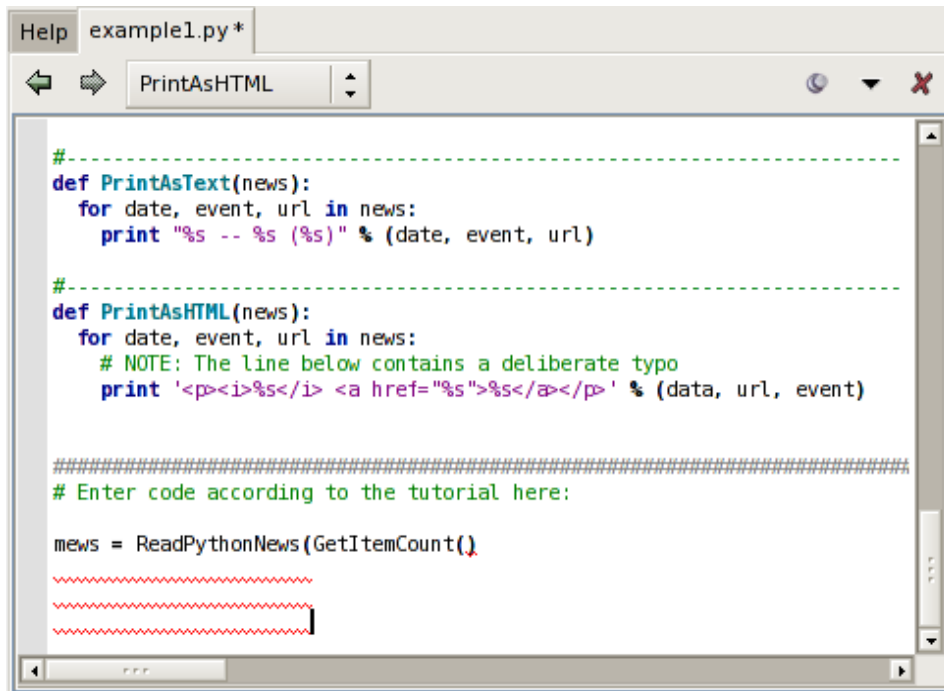 Help example1.py*
PrintAsHTML
#-----------------------------------------------------------------------
def PrintAsText(news):
  for date, event, url in news:
    print "%s -- %s (%s)" % (date, event, url)
#-----------------------------------------------------------------------
def PrintAsHTML(news):
  for date, event, url in news:
    # NOTE: The line below contains a deliberate typo
    print '<p><i>%s</i> <a href="%s">%s</a></p>' % (data, url, event)
########################################################################
# Enter code according to the tutorial here:
mews = ReadPythonNews(GetItemCount()